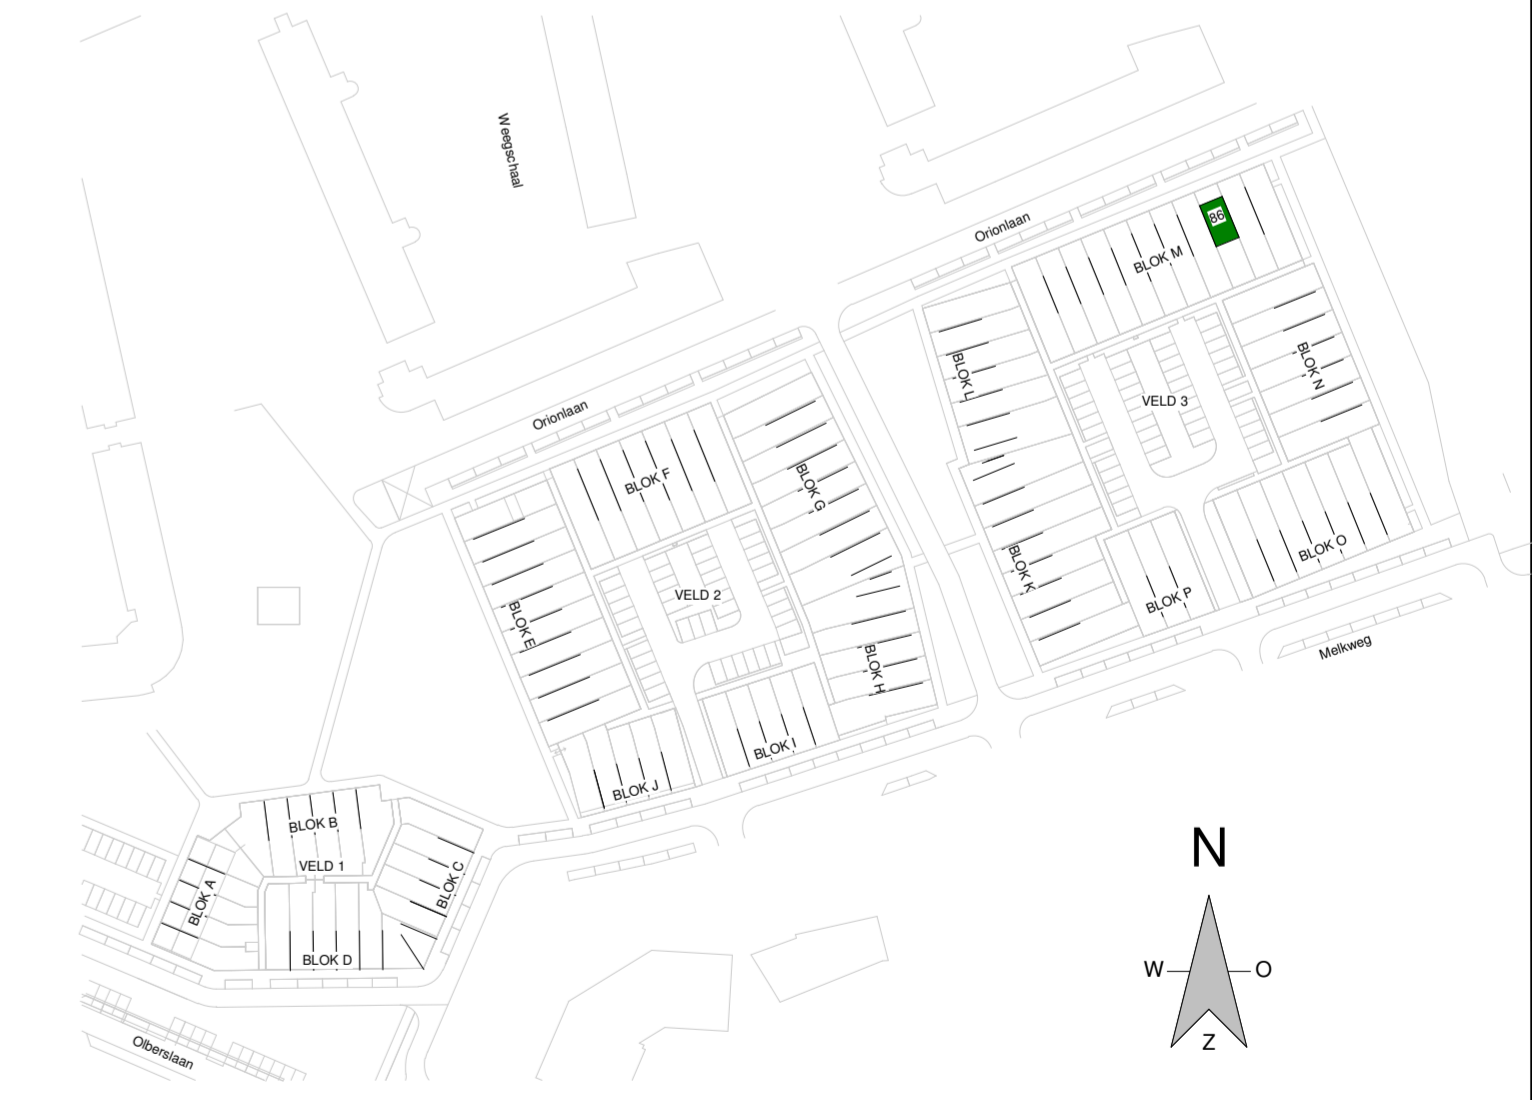 Weegschaal
Orionlaan
86
BLOK M
BLOK L
BLOK N
VELD 3
Orionlaan
BLOK F
BLOK G
BLOK K
BLOK O
BLOK P
VELD 2
BLOK E
BLOK H
Melkweg
BLOK I
BLOK J
BLOK B
VELD 1
BLOK C
BLOK A
BLOK D
Olberslaan
N
W
O
Z